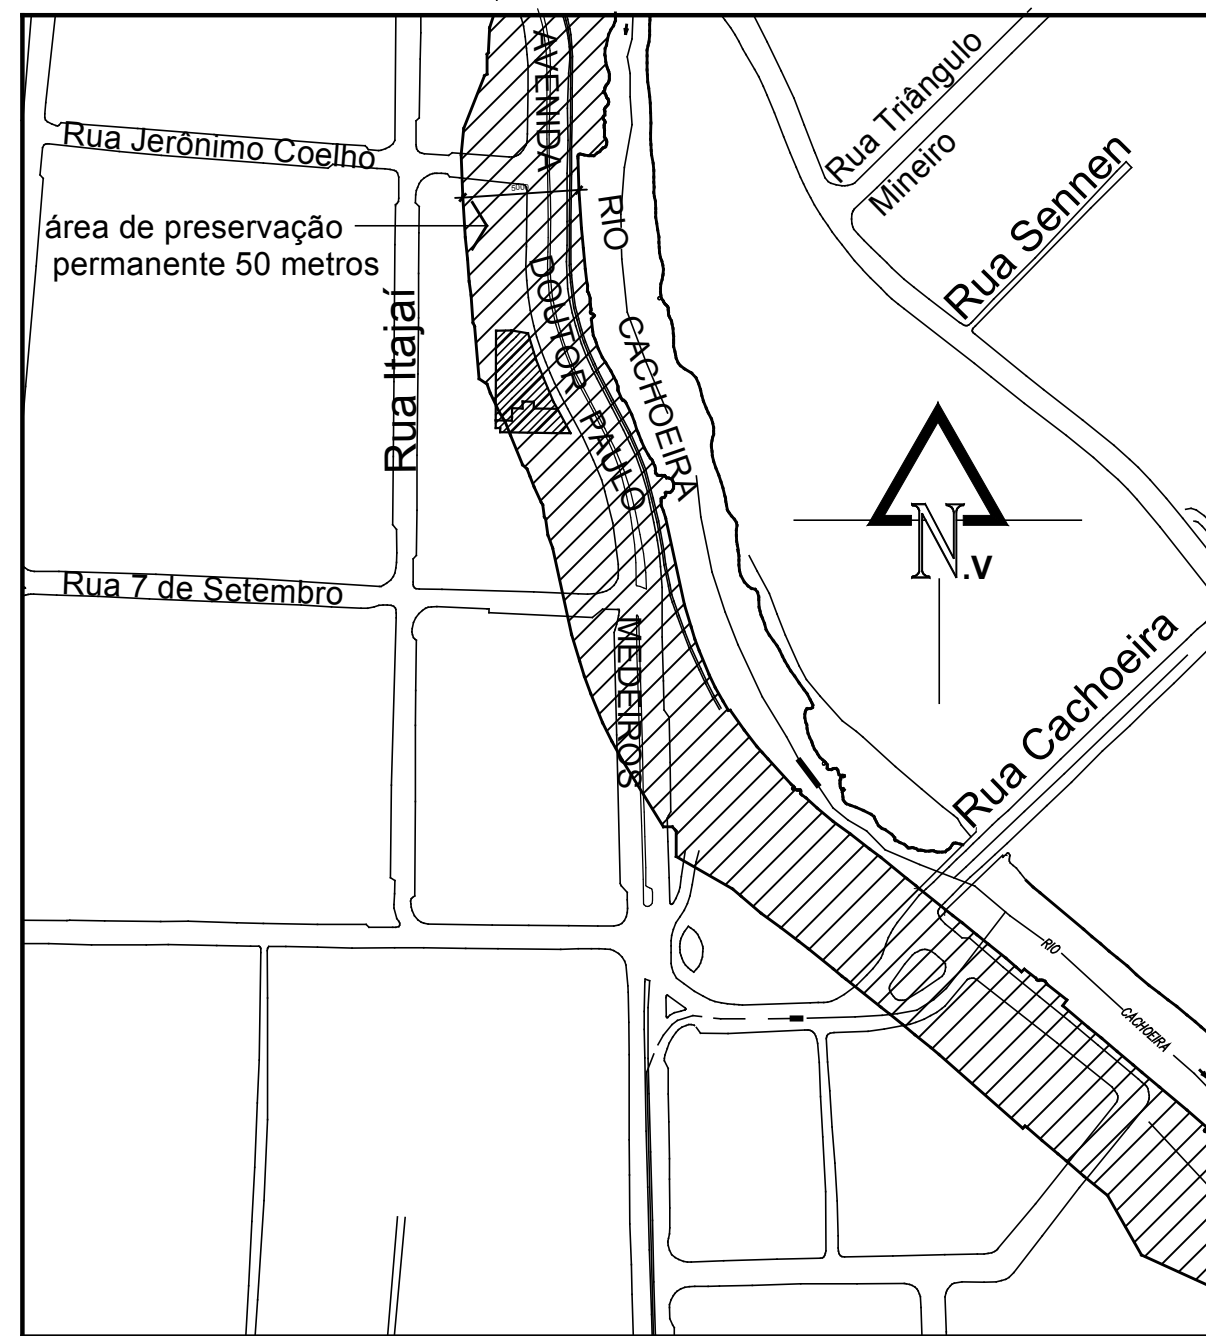 AVENIDA
DOUTOR PAULO
MEDEIROS
Rua Triângulo
Mineiro
Rua Jerônimo Coelho
Rua Sennen
5000
RIO
CACHOEIRA
área de preservação
permanente 50 metros
Rua Itajaí
N.V
Rua 7 de Setembro
Rua Cachoeira
RIO
CACHOEIRA